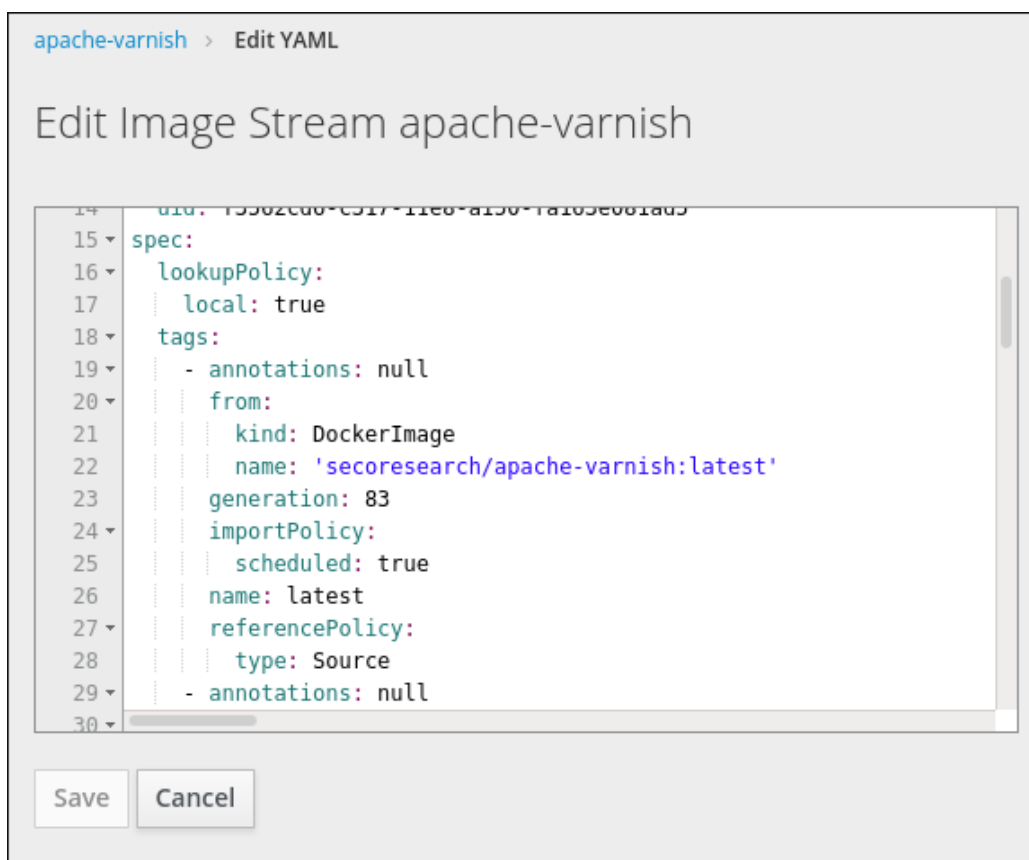 apache-varnish > Edit YAML
Edit Image Stream apache-varnish
14
15 spec:
16 lookupPolicy:
17 local: true
18 tags:
19 - annotations: null
20 from:
21 kind: DockerImage
22 name: 'secoresearch/apache-varnish:latest'
23 generation: 83
24 importPolicy:
25 scheduled: true
26 name: latest
27 referencePolicy:
28 type: Source
29 - annotations: null
30
Save Cancel